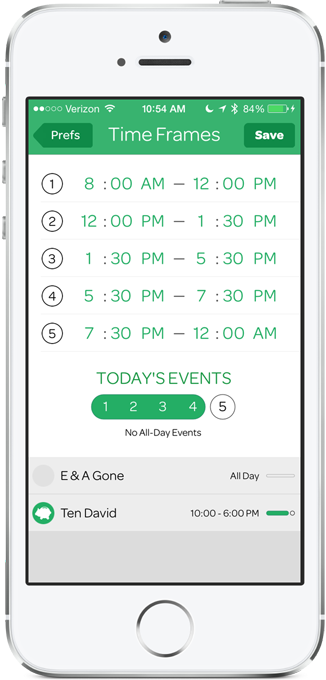 Verizon 10:54 AM 84%
Prefs Time Frames Save
1 8 : 00 AM – 12 : 00 PM
2 12 : 00 PM – 1 : 30 PM
3 1 : 30 PM – 5 : 30 PM
4 5 : 30 PM – 7 : 30 PM
5 7 : 30 PM – 12 : 00 AM
TODAY'S EVENTS
1 2 3 4 5
No All-Day Events
E & A Gone All Day
Ten David 10:00 - 6:00 PM